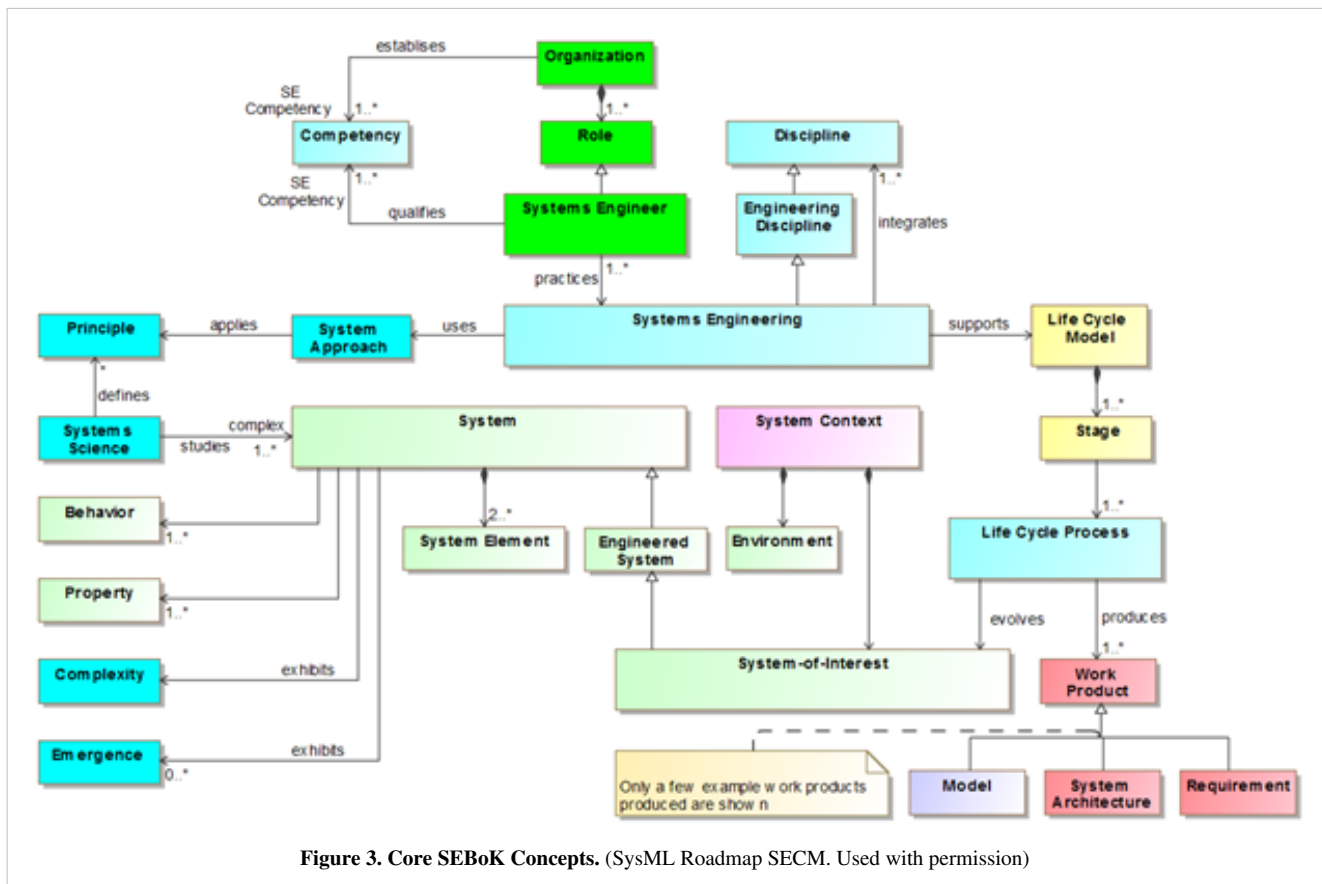 establises
Organization
SE
Competency
1..*
1..*
Competency
Role
Discipline
1..*
1..*
SE
Competency
qualifies
Systems Engineer
Engineering
Discipline
integrates
practices
1..*
Principle
applies
System
Approach
uses
Systems Engineering
supports
Life Cycle
Model
*
defines
1..*
Systems
Science
complex
studies
1..*
System
System Context
Stage
Behavior
1..*
2..*
System Element
Engineered
System
Environment
1..*
Life Cycle Process
Property
1..*
evolves
produces
1..*
Complexity
exhibits
System-of-Interest
Work
Product
Emergence
exhibits
0..*
Only a few example work products
produced are shown
Model
System
Architecture
Requirement
Figure 3. Core SEBoK Concepts. (SysML Roadmap SECM. Used with permission)